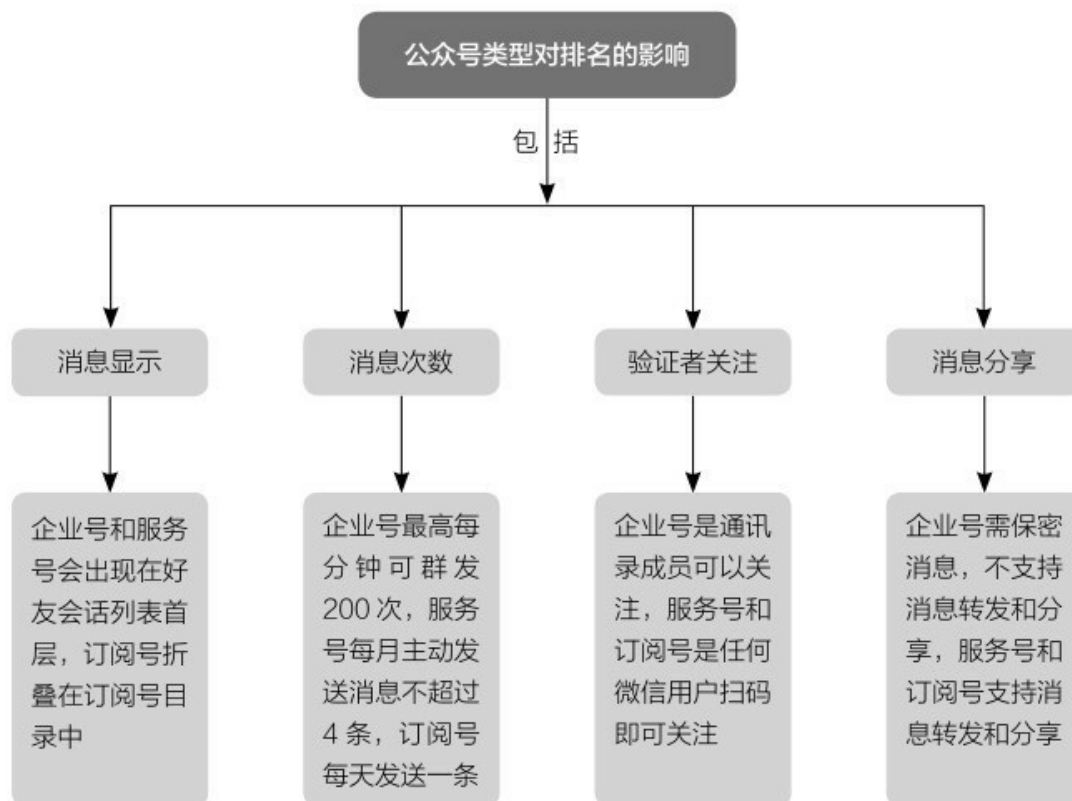 公众号类型对排名的影响
包括
消息显示
消息次数
验证者关注
消息分享
企业号和服务
号会出现在好
友会话列表首
层，订阅号折
叠在订阅号目
录中
企业号最高每
分钟可群发
200次，服务
号每月主动发
送消息不超过
4条，订阅号
每天发送一条
企业号是通讯
录成员可以关
注，服务号和
订阅号是任何
微信用户扫码
即可关注
企业号需保密
消息，不支持
消息转发和分
享，服务号和
订阅号支持消
息转发和分享